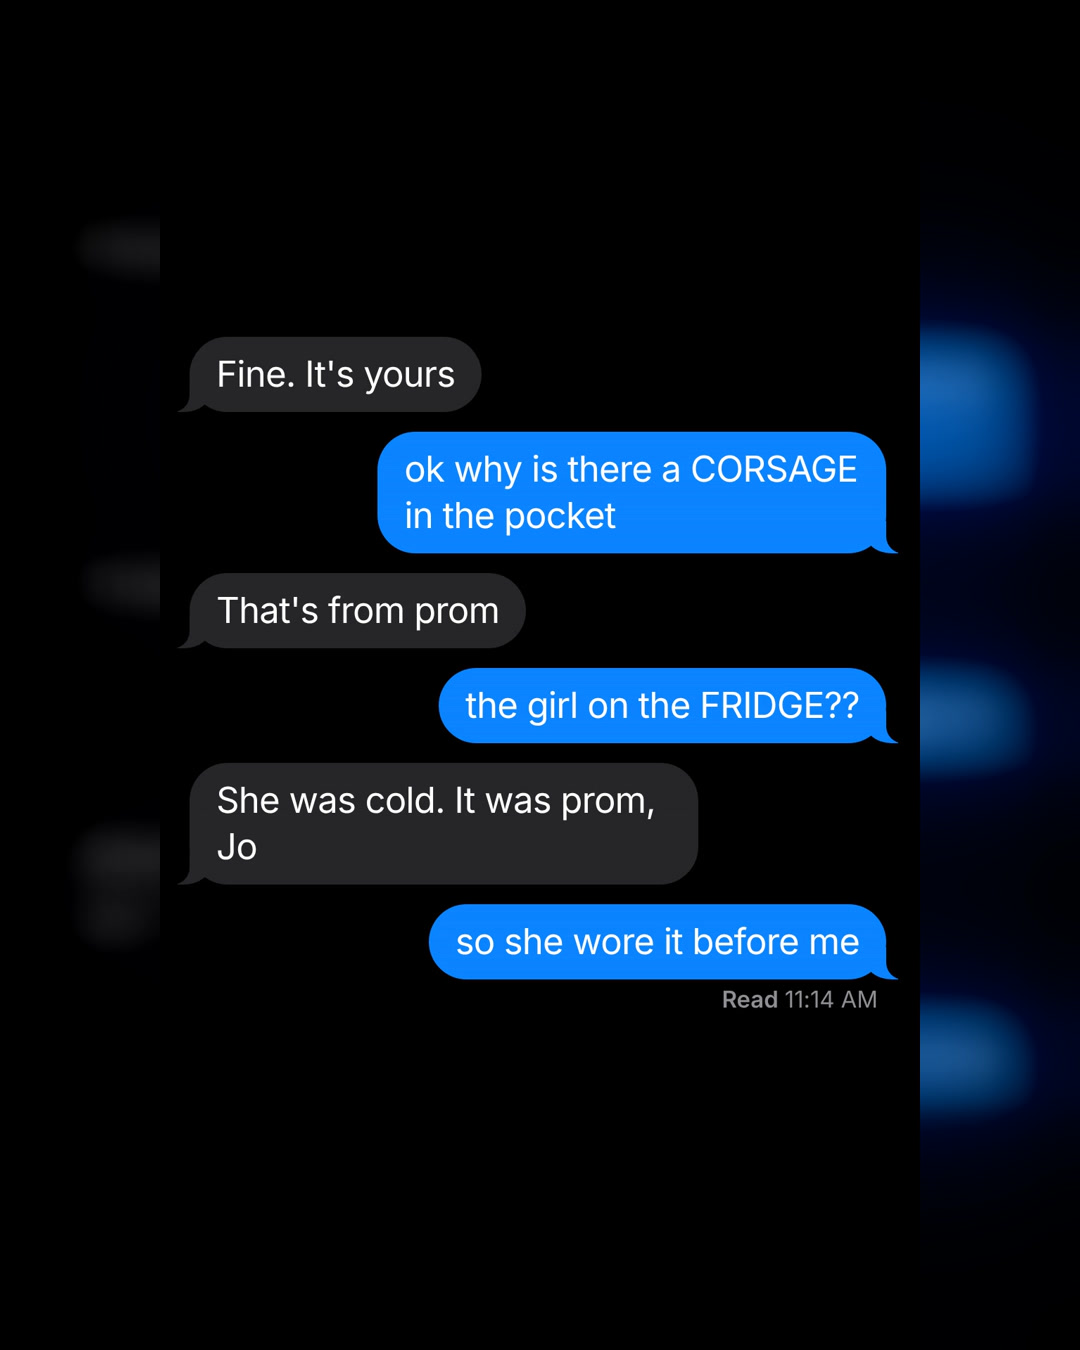 Fine. It's yours
ok why is there a CORSAGE
in the pocket
That's from prom
the girl on the FRIDGE??
She was cold. It was prom,
Jo
so she wore it before me
Read 11:14 AM